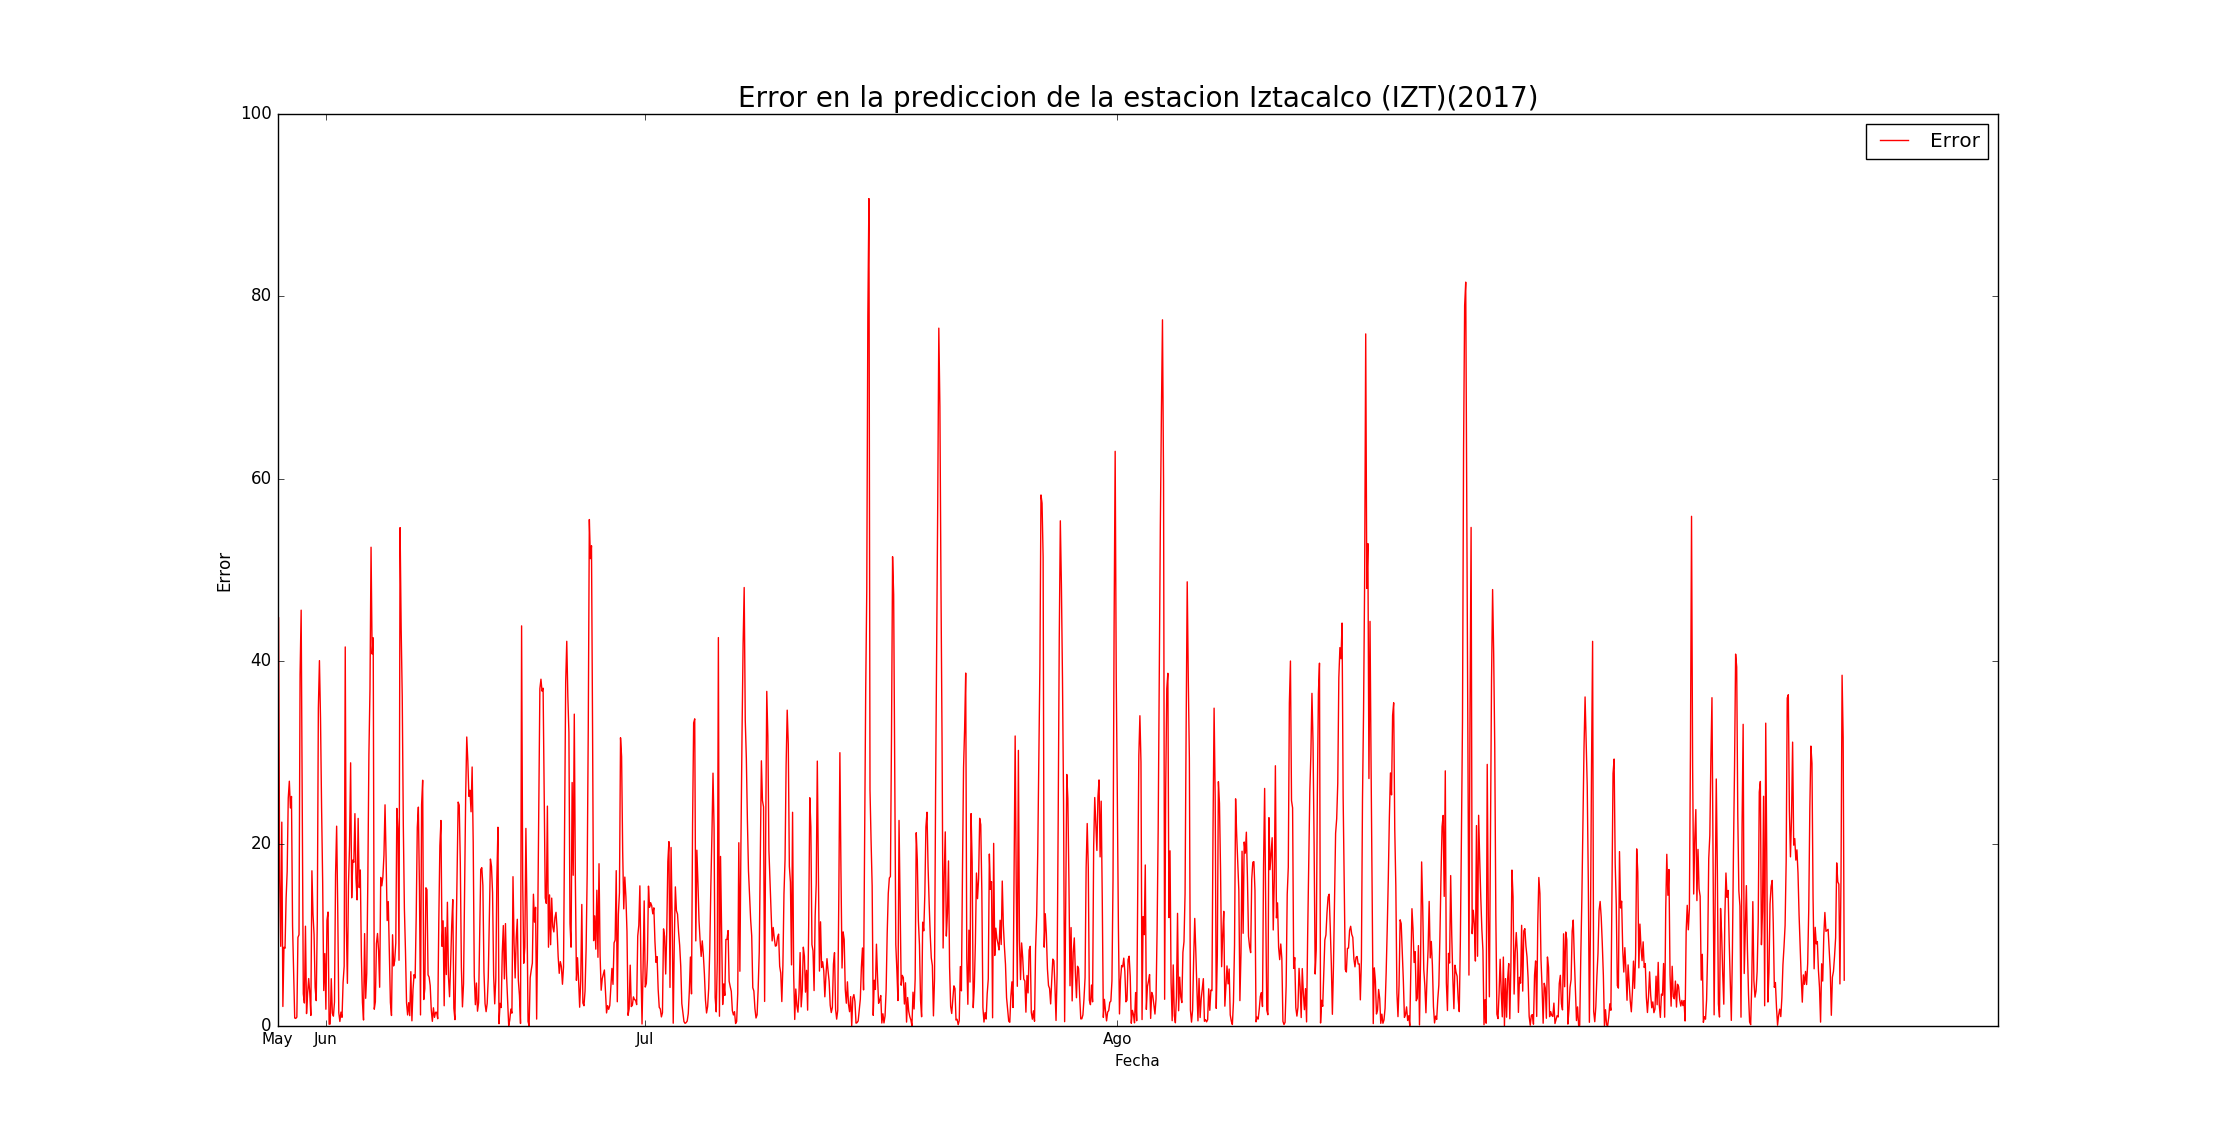 Error en la prediccion de la estacion Iztacalco (IZT)(2017)
100
Error
80
60
Error
40
20
0
May Jun Jul Ago
Fecha